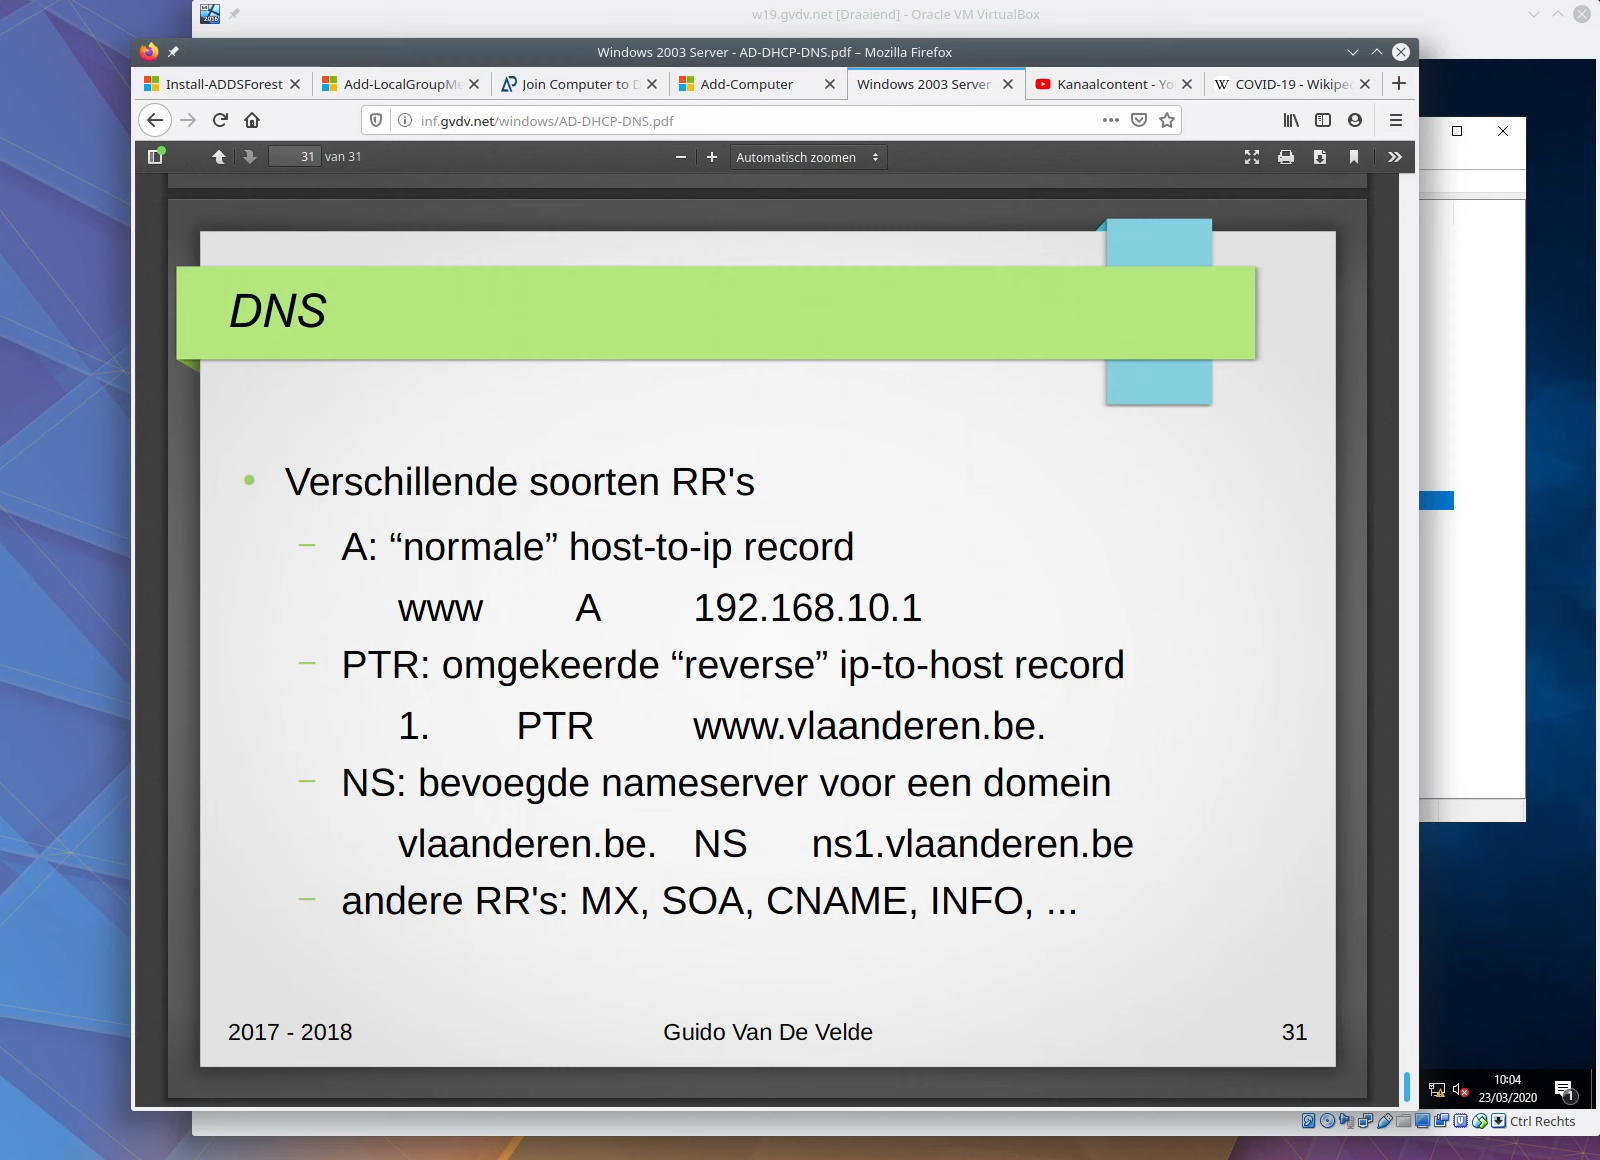 w19.gvdv.net [Draaiend] - Oracle VM VirtualBox
Windows 2003 Server - AD-DHCP-DNS.pdf – Mozilla Firefox
Install-ADDSForest
Add-LocalGroupMe
Join Computer to D
Add-Computer
Windows 2003 Server
Kanaalcontent - Yo
W COVID-19 - Wikipe
inf.gvdv.net/windows/AD-DHCP-DNS.pdf
31 van 31
Automatisch zoomen
DNS
Verschillende soorten RR's
A: “normale” host-to-ip record
www A 192.168.10.1
PTR: omgekeerde “reverse” ip-to-host record
1. PTR www.vlaanderen.be.
NS: bevoegde nameserver voor een domein
vlaanderen.be. NS ns1.vlaanderen.be
andere RR's: MX, SOA, CNAME, INFO, ...
2017 - 2018 Guido Van De Velde 31
10:04
23/03/2020
1
Ctrl Rechts